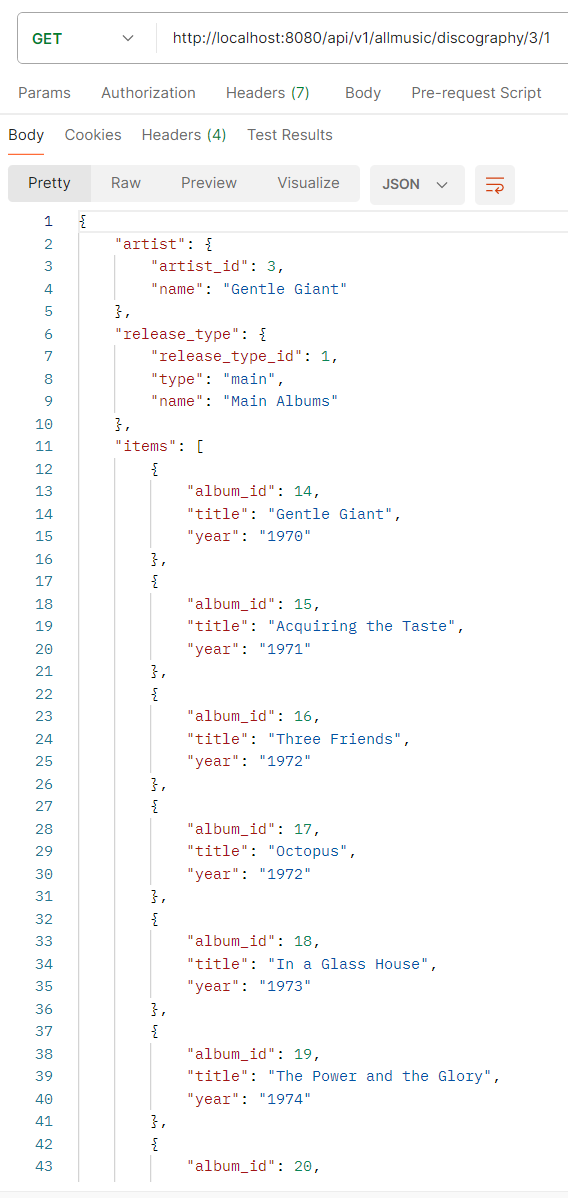 GET http://localhost:8080/api/v1/allmusic/discography/3/1
Params Authorization Headers (7) Body Pre-request Script
Body Cookies Headers (4) Test Results
Pretty Raw Preview Visualize JSON
1 {
2 "artist": {
3 "artist_id": 3,
4 "name": "Gentle Giant"
5 },
6 "release_type": {
7 "release_type_id": 1,
8 "type": "main",
9 "name": "Main Albums"
10 },
11 "items": [
12 {
13 "album_id": 14,
14 "title": "Gentle Giant",
15 "year": "1970"
16 },
17 {
18 "album_id": 15,
19 "title": "Acquiring the Taste",
20 "year": "1971"
21 },
22 {
23 "album_id": 16,
24 "title": "Three Friends",
25 "year": "1972"
26 },
27 {
28 "album_id": 17,
29 "title": "Octopus",
30 "year": "1972"
31 },
32 {
33 "album_id": 18,
34 "title": "In a Glass House",
35 "year": "1973"
36 },
37 {
38 "album_id": 19,
39 "title": "The Power and the Glory",
40 "year": "1974"
41 },
42 {
43 "album_id": 20,